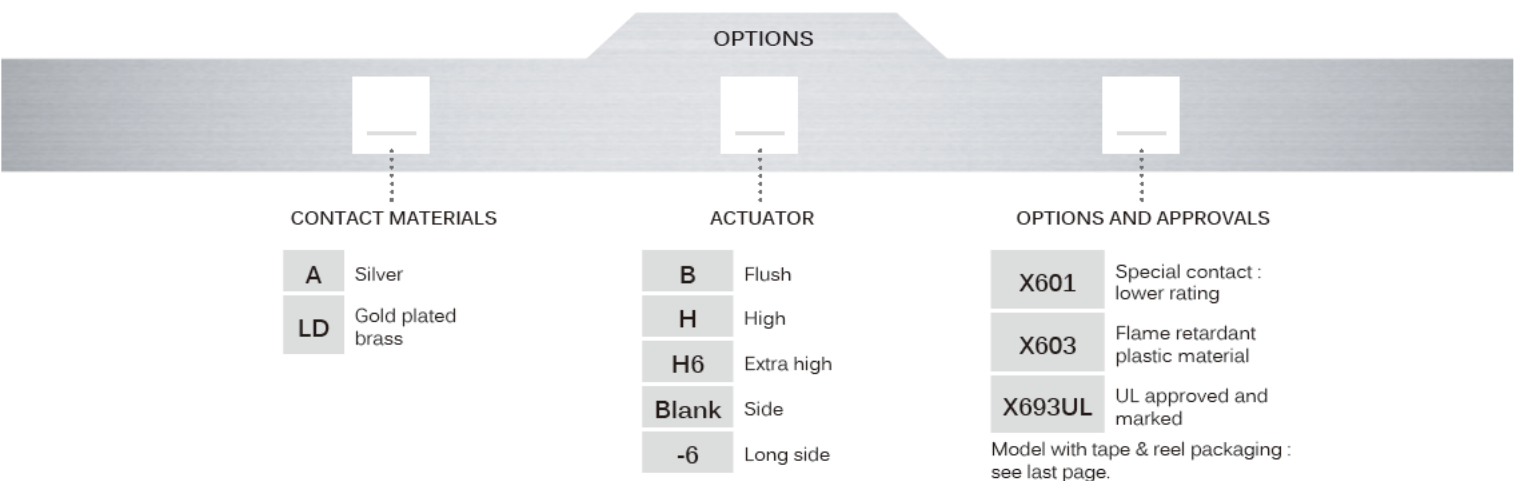 OPTIONS
CONTACT MATERIALS
A Silver
LD Gold plated
brass
ACTUATOR
B Flush
H High
H6 Extra high
Blank Side
-6 Long side
OPTIONS AND APPROVALS
X601 Special contact :
lower rating
X603 Flame retardant
plastic material
X693UL UL approved and
marked
Model with tape & reel packaging :
see last page.